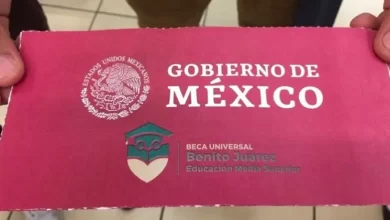 ESTADOS UNIDOS MEXICANOS
GOBIERNO DE
MÉXICO
BECA UNIVERSAL
Benito Juárez
Educación Media Superior